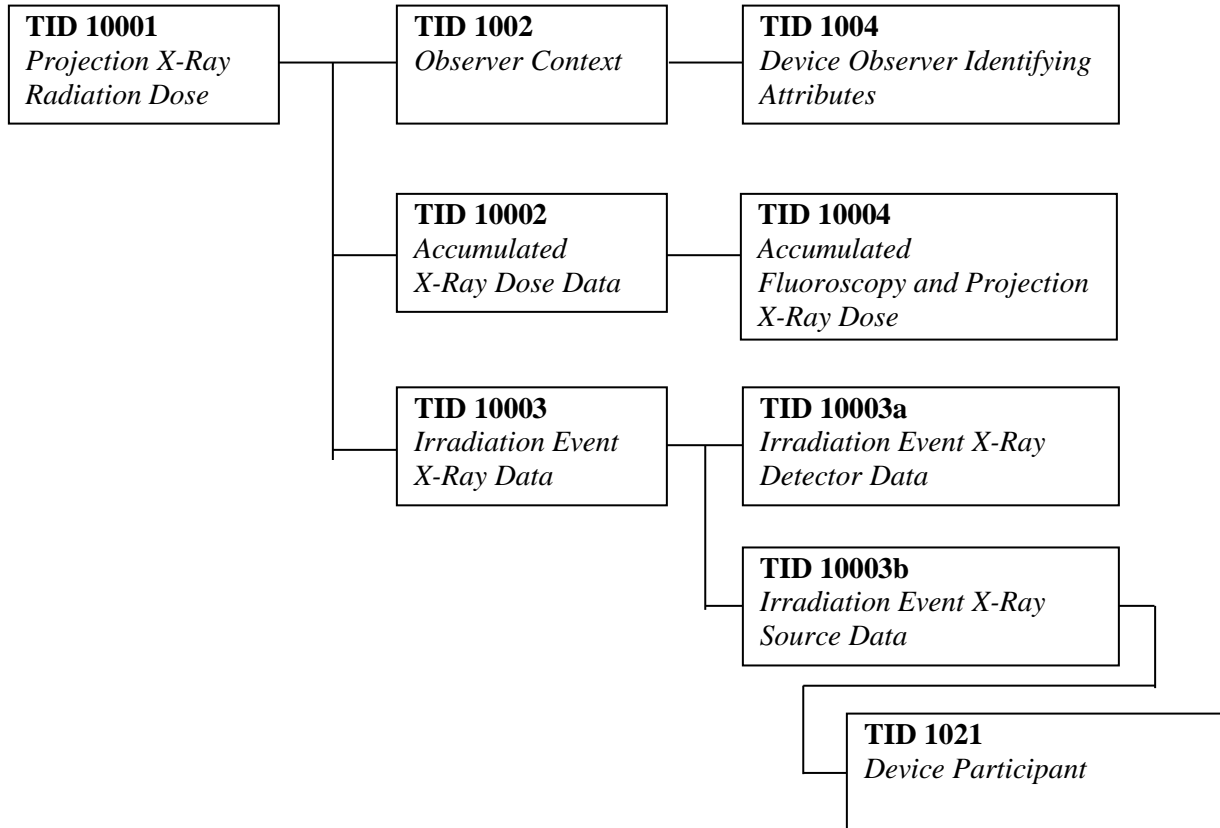 TID 10001
Projection X-Ray
Radiation Dose
TID 1002
Observer Context
TID 1004
Device Observer Identifying
Attributes
TID 10002
Accumulated
X-Ray Dose Data
TID 10004
Accumulated
Fluoroscopy and Projection
X-Ray Dose
TID 10003
Irradiation Event
X-Ray Data
TID 10003a
Irradiation Event X-Ray
Detector Data
TID 10003b
Irradiation Event X-Ray
Source Data
TID 1021
Device Participant